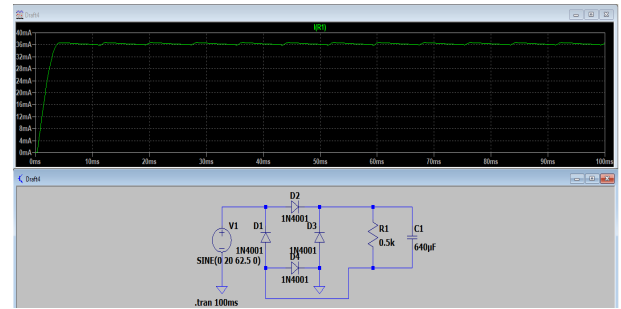 Draft4
I(R1)
40mA
36mA
32mA
28mA
24mA
20mA
16mA
12mA
8mA
4mA
0mA
0ms 10ms 20ms 30ms 40ms 50ms 60ms 70ms 80ms 90ms 100ms
Draft4
D2
V1 D1 1N4001 D3 R1 C1
1N4001 1N4001 0.5k 640µF
SINE(0 20 62.5 0) D4
1N4001
.tran 100ms